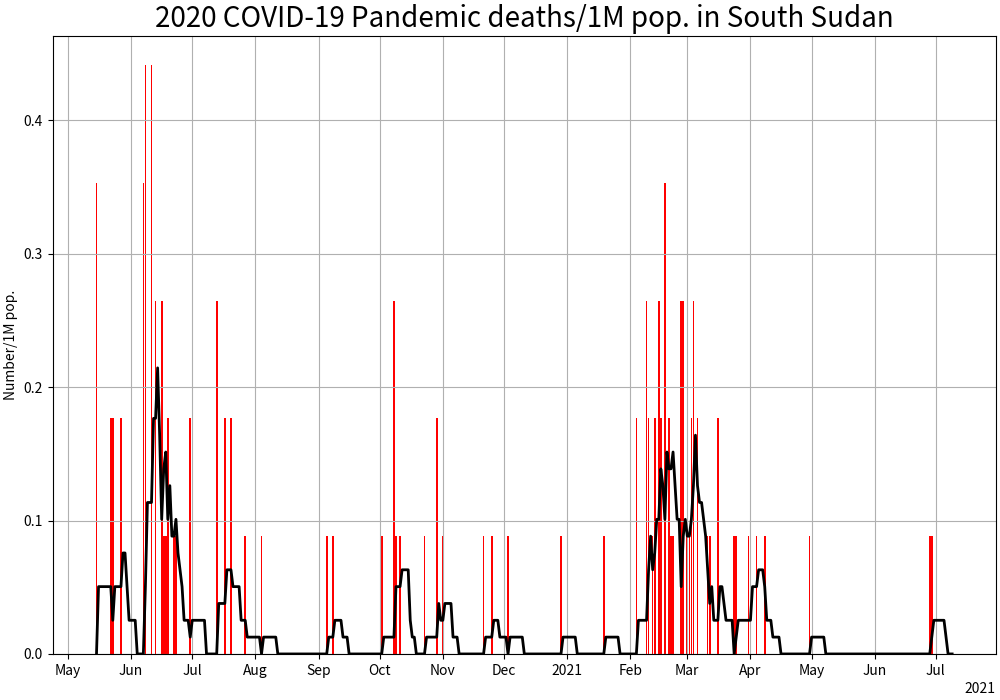 2020 COVID-19 Pandemic deaths/1M pop. in South Sudan
Number/1M pop.
0.4
0.3
0.2
0.1
0.0
May Jun Jul Aug Sep Oct Nov Dec 2021 Feb Mar Apr May Jun Jul
2021